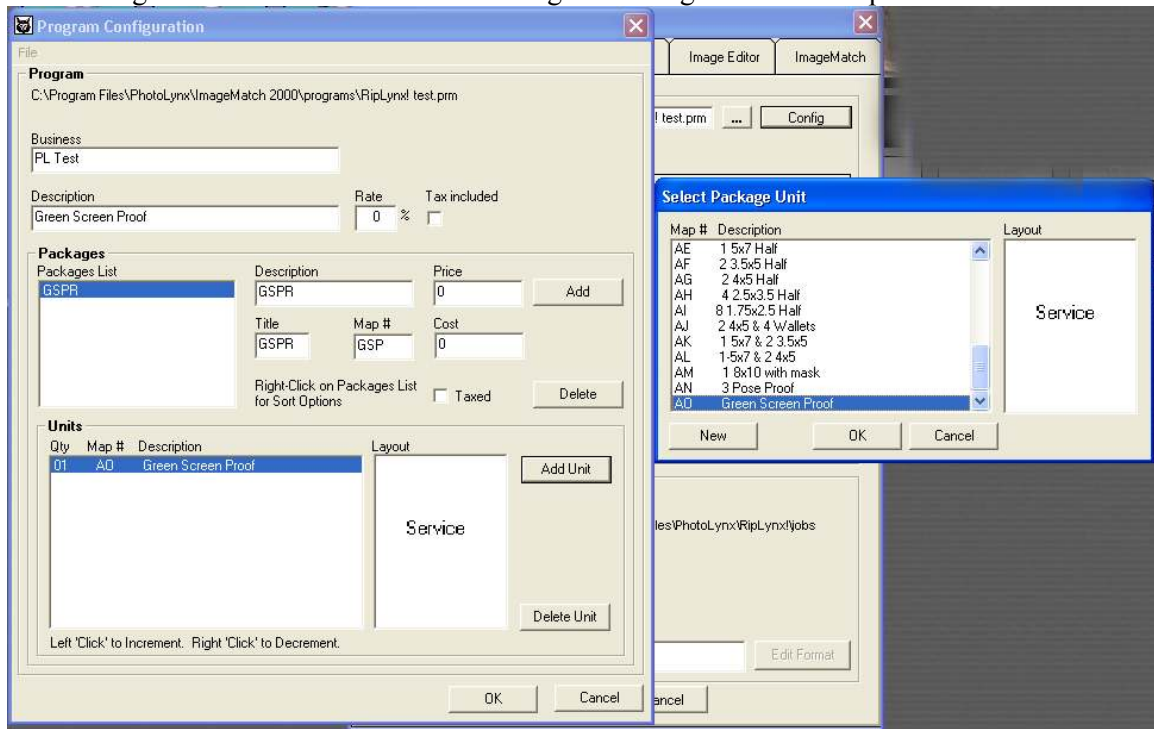 Program Configuration
File
Program
C:\Program Files\PhotoLynx\ImageMatch 2000\programs\RipLynx! test.prm
Business
PL Test
Description Rate Tax included
Green Screen Proof 0 %
Packages
Packages List Description Price
GSPR GSPR 0 Add
Title Map # Cost
GSPR GSP 0
Right-Click on Packages List
for Sort Options
Taxed Delete
Units
Qty Map # Description Layout
01 AO Green Screen Proof Add Unit
Service
Delete Unit
Left 'Click' to Increment. Right 'Click' to Decrement.
OK Cancel
Image Editor ImageMatch
! test.prm ... Config
Select Package Unit
Map # Description Layout
AE 1 5x7 Half
AF 2 3.5x5 Half
AG 2 4x5 Half
AH 4 2.5x3.5 Half
AI 8 1.75x2.5 Half
AJ 2 4x5 & 4 Wallets
AK 1 5x7 & 2 3.5x5
AL 1-5x7 & 2 4x5
AM 1 8x10 with mask
AN 3 Pose Proof
AO Green Screen Proof
Service
New OK Cancel
les\PhotoLynx\RipLynx!\jobs
Edit Format
ancel